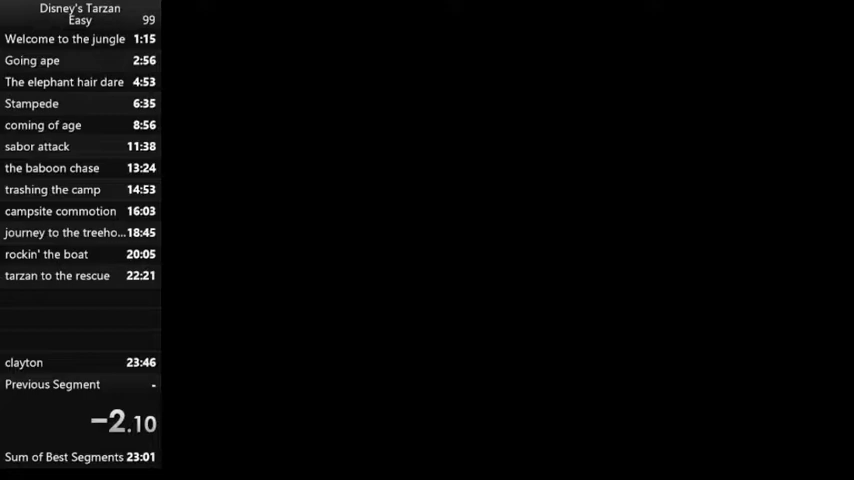 Disney's Tarzan
Easy 99
Welcome to the jungle 1:15
Going ape 2:56
The elephant hair dare 4:53
Stampede 6:35
coming of age 8:56
sabor attack 11:38
the baboon chase 13:24
trashing the camp 14:53
campsite commotion 16:03
journey to the treeho... 18:45
rockin' the boat 20:05
tarzan to the rescue 22:21
clayton 23:46
Previous Segment -
−2.10
Sum of Best Segments 23:01